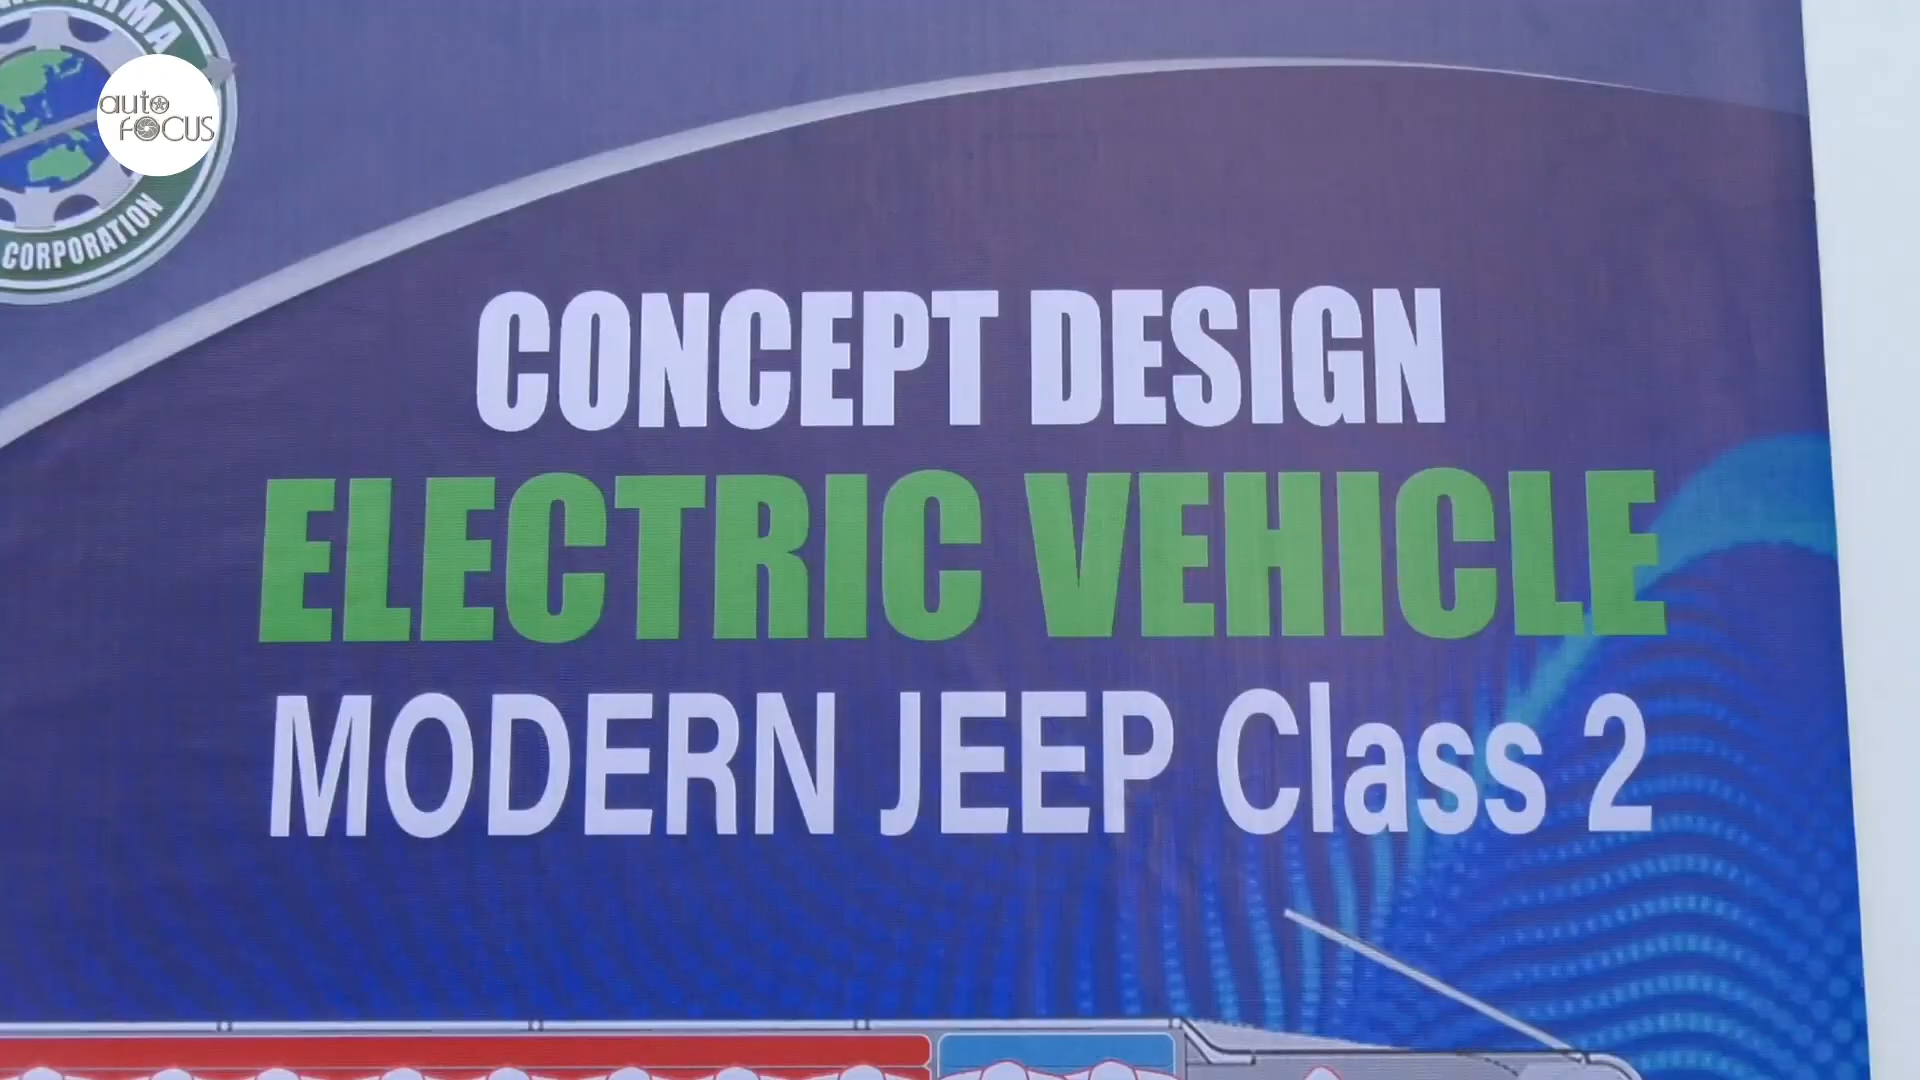 auto
FOCUS
CORPORATION
CONCEPT DESIGN
ELECTRIC VEHICLE
MODERN JEEP Class 2